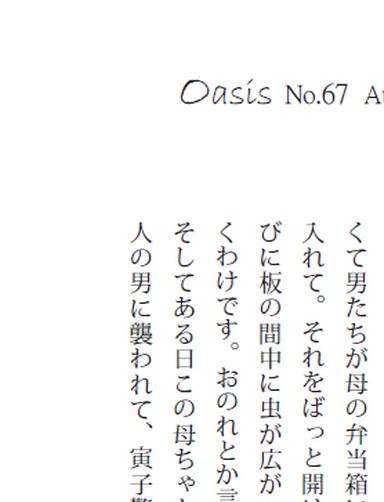 Oasis No.67
くて男たちが母の弁当箱
入れて。それをばっと開
びに板の間中に虫が広が
くわけです。おのれとか言
そしてある日この母ちゃ
人の男に襲われて、寅子